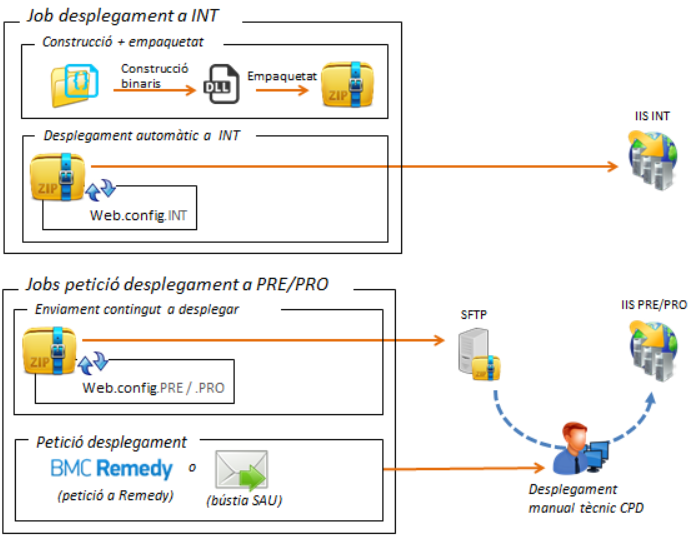 Job desplegament a INT
Construcció + empaquetat
Construcció
binaris
DLL
Empaquetat
ZIP
Desplegament automàtic a INT
ZIP
Web.config.INT
IIS INT
Jobs petició desplegament a PRE/PRO
Enviament contingut a desplegar
ZIP
Web.config.PRE / .PRO
SFTP
ZIP
IIS PRE/PRO
Petició desplegament
BMC Remedy
o
(petició a Remedy)
(bústia SAU)
Desplegament
manual tècnic CPD